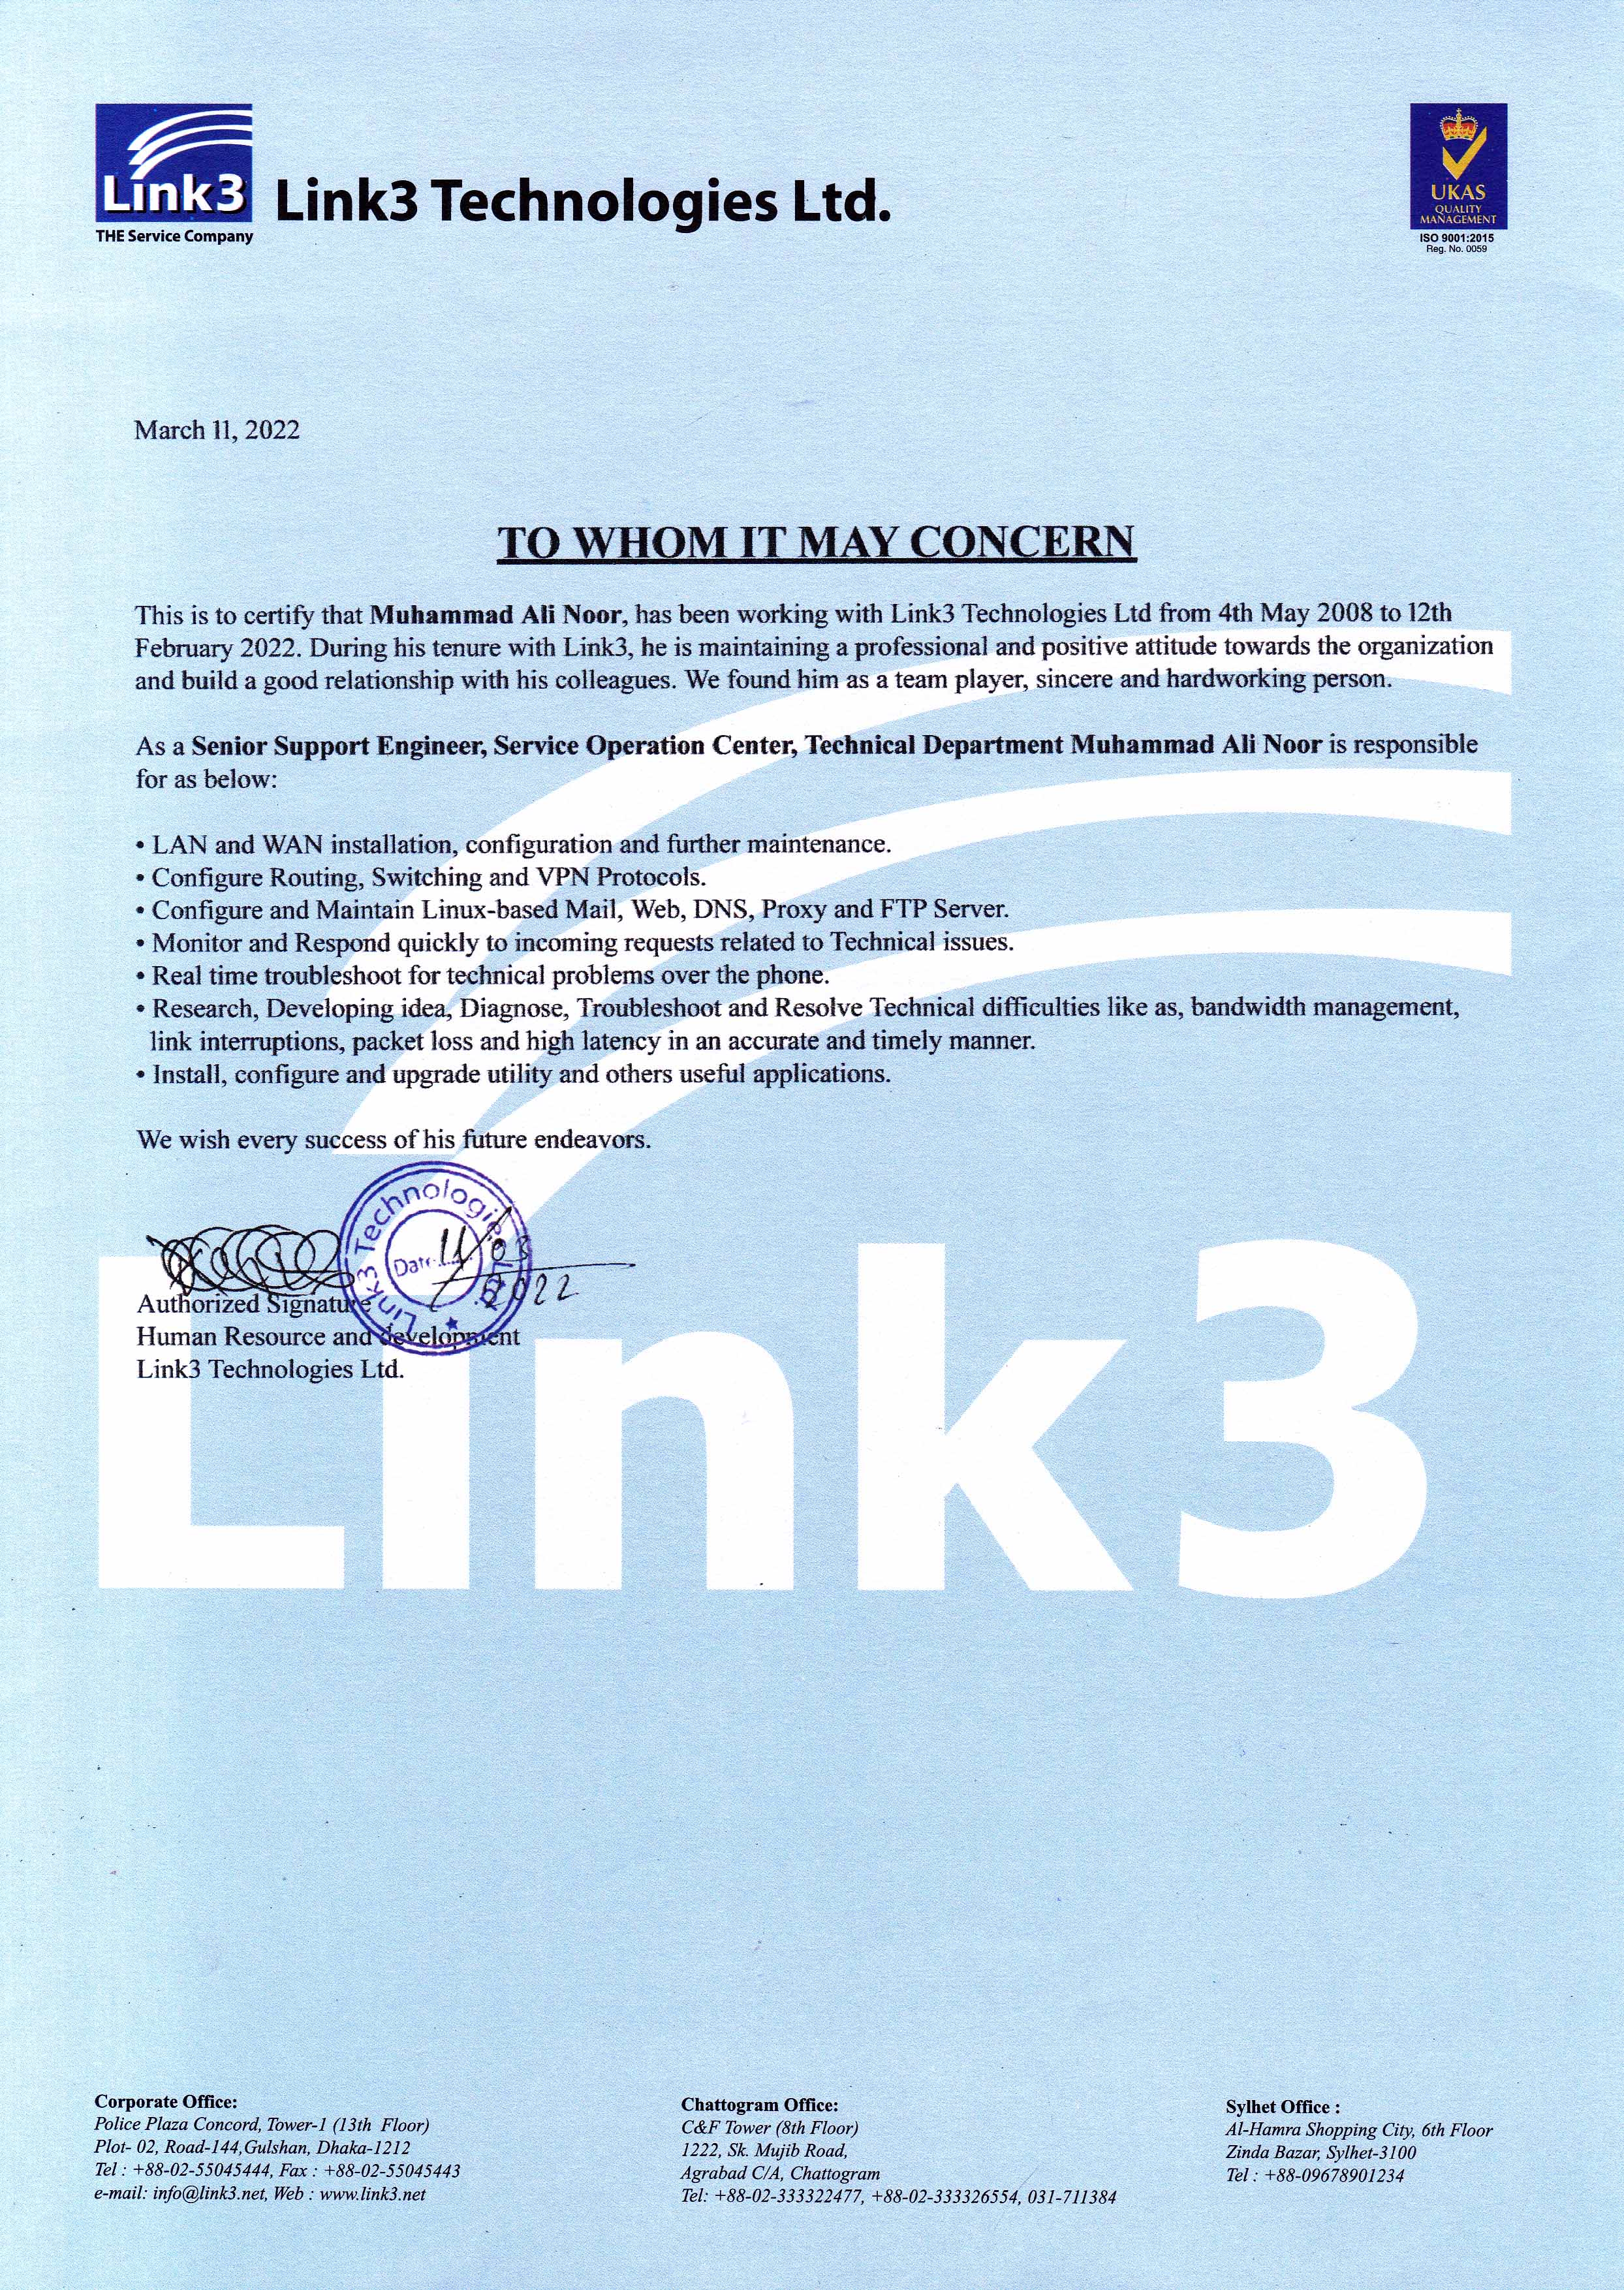 Link3
THE Service Company
Link3 Technologies Ltd.
UKAS
QUALITY
MANAGEMENT
ISO 9001:2015
Reg. No. 0059
March 11, 2022
TO WHOM IT MAY CONCERN
This is to certify that Muhammad Ali Noor, has been working with Link3 Technologies Ltd from 4th May 2008 to 12th
February 2022. During his tenure with Link3, he is maintaining a professional and positive attitude towards the organization
and build a good relationship with his colleagues. We found him as a team player, sincere and hardworking person.
As a Senior Support Engineer, Service Operation Center, Technical Department Muhammad Ali Noor is responsible
for as below:
• LAN and WAN installation, configuration and further maintenance.
• Configure Routing, Switching and VPN Protocols.
• Configure and Maintain Linux-based Mail, Web, DNS, Proxy and FTP Server.
• Monitor and Respond quickly to incoming requests related to Technical issues.
• Real time troubleshoot for technical problems over the phone.
• Research, Developing idea, Diagnose, Troubleshoot and Resolve Technical difficulties like as, bandwidth management,
link interruptions, packet loss and high latency in an accurate and timely manner.
• Install, configure and upgrade utility and others useful applications.
We wish every success of his future endeavors.
Link3 Technologies Ltd.
Date 11/03
2022
Authorized Signature
Human Resource and development
Link3 Technologies Ltd.
Link3
Corporate Office:
Police Plaza Concord, Tower-1 (13th Floor)
Plot- 02, Road-144,Gulshan, Dhaka-1212
Tel : +88-02-55045444, Fax : +88-02-55045443
e-mail: info@link3.net, Web : www.link3.net
Chattogram Office:
C&F Tower (8th Floor)
1222, Sk. Mujib Road,
Agrabad C/A, Chattogram
Tel: +88-02-333322477, +88-02-333326554, 031-711384
Sylhet Office :
Al-Hamra Shopping City, 6th Floor
Zinda Bazar, Sylhet-3100
Tel : +88-09678901234